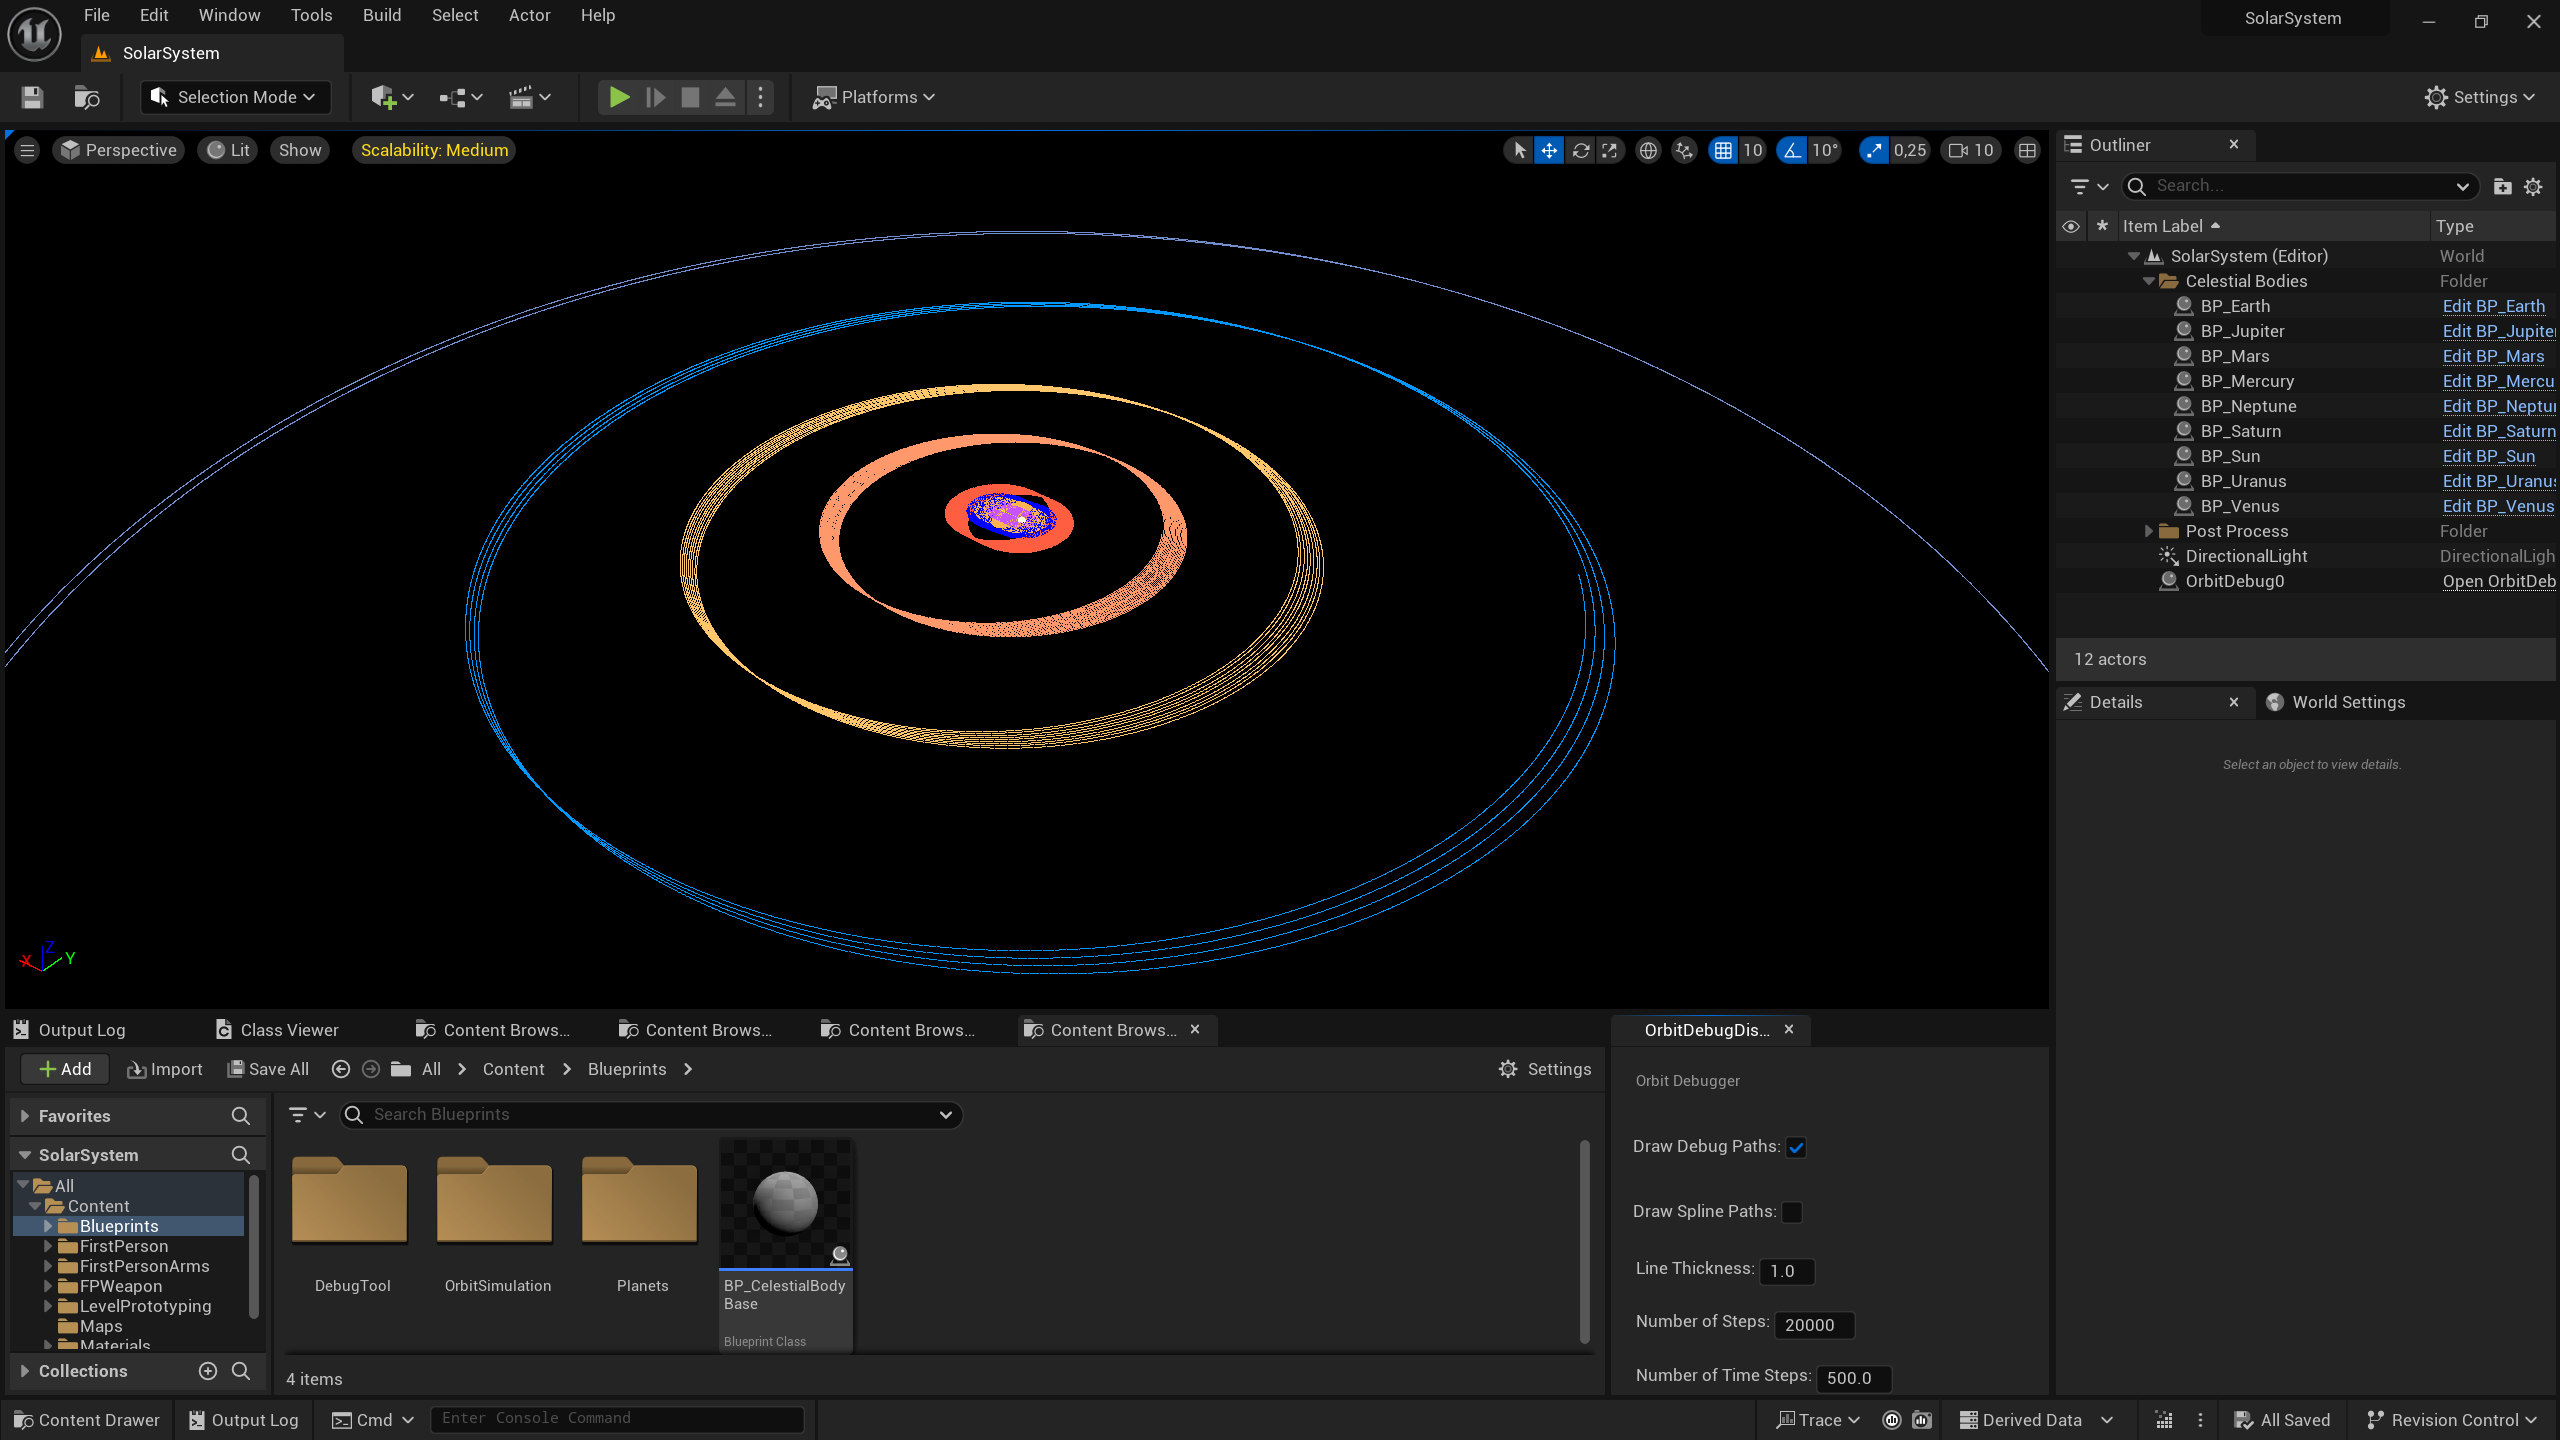 File Edit Window Tools Build Select Actor Help
SolarSystem
SolarSystem
Selection Mode
Platforms
Settings
Perspective Lit Show Scalability: Medium
10 10° 0,25 10
Outliner
Search...
Item Label Type
SolarSystem (Editor) World
Celestial Bodies Folder
BP_Earth Edit BP_Earth
BP_Jupiter Edit BP_Jupiter
BP_Mars Edit BP_Mars
BP_Mercury Edit BP_Mercu
BP_Neptune Edit BP_Neptu
BP_Saturn Edit BP_Saturn
BP_Sun Edit BP_Sun
BP_Uranus Edit BP_Uranus
BP_Venus Edit BP_Venus
Post Process Folder
DirectionalLight DirectionalLigh
OrbitDebug0 Open OrbitDeb
12 actors
Details World Settings
Select an object to view details.
X Z Y
Output Log Class Viewer Content Brows... Content Brows... Content Brows... Content Brows...
Add Import Save All All Content Blueprints Settings
Favorites
Search Blueprints
SolarSystem
All
Content
Blueprints
FirstPerson
FirstPersonArms
FPWeapon
LevelPrototyping
Maps
Materials
Collections
DebugTool OrbitSimulation Planets BP_CelestialBody
Base
Blueprint Class
4 items
OrbitDebugDis...
Orbit Debugger
Draw Debug Paths:
Draw Spline Paths:
Line Thickness: 1.0
Number of Steps: 20000
Number of Time Steps: 500.0
Content Drawer Output Log Cmd Enter Console Command Trace Derived Data All Saved Revision Control